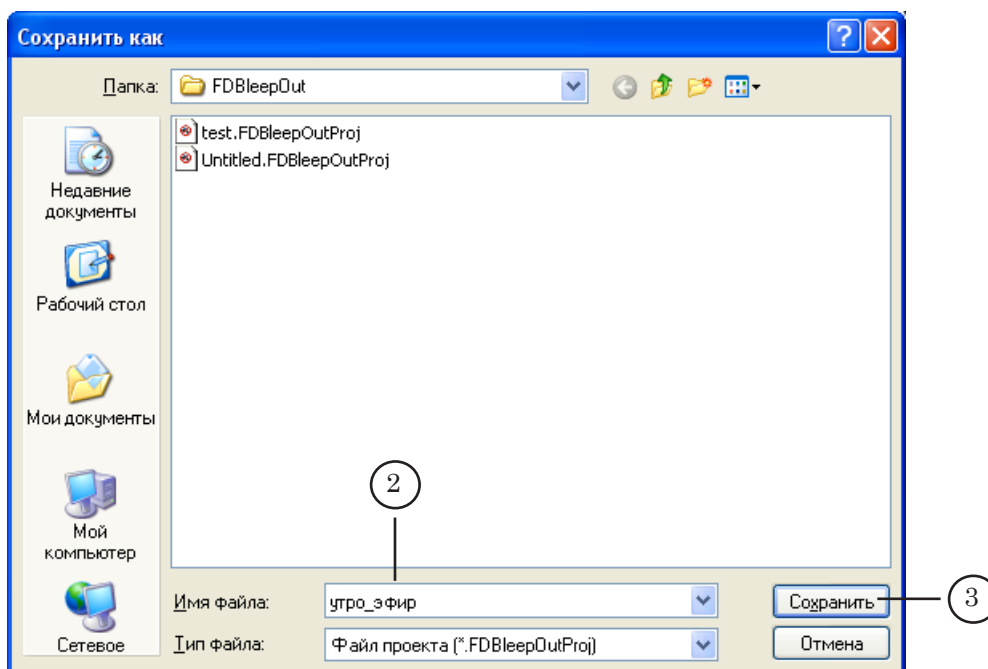 Сохранить как
Папка:
FDBleepOut
test.FDBleepOutProj
Untitled.FDBleepOutProj
Недавние
документы
Рабочий стол
Мои документы
Мой
компьютер
Сетевое
2
Имя файла:
утро_эфир
Сохранить
3
Тип файла:
Файл проекта (*.FDBleepOutProj)
Отмена